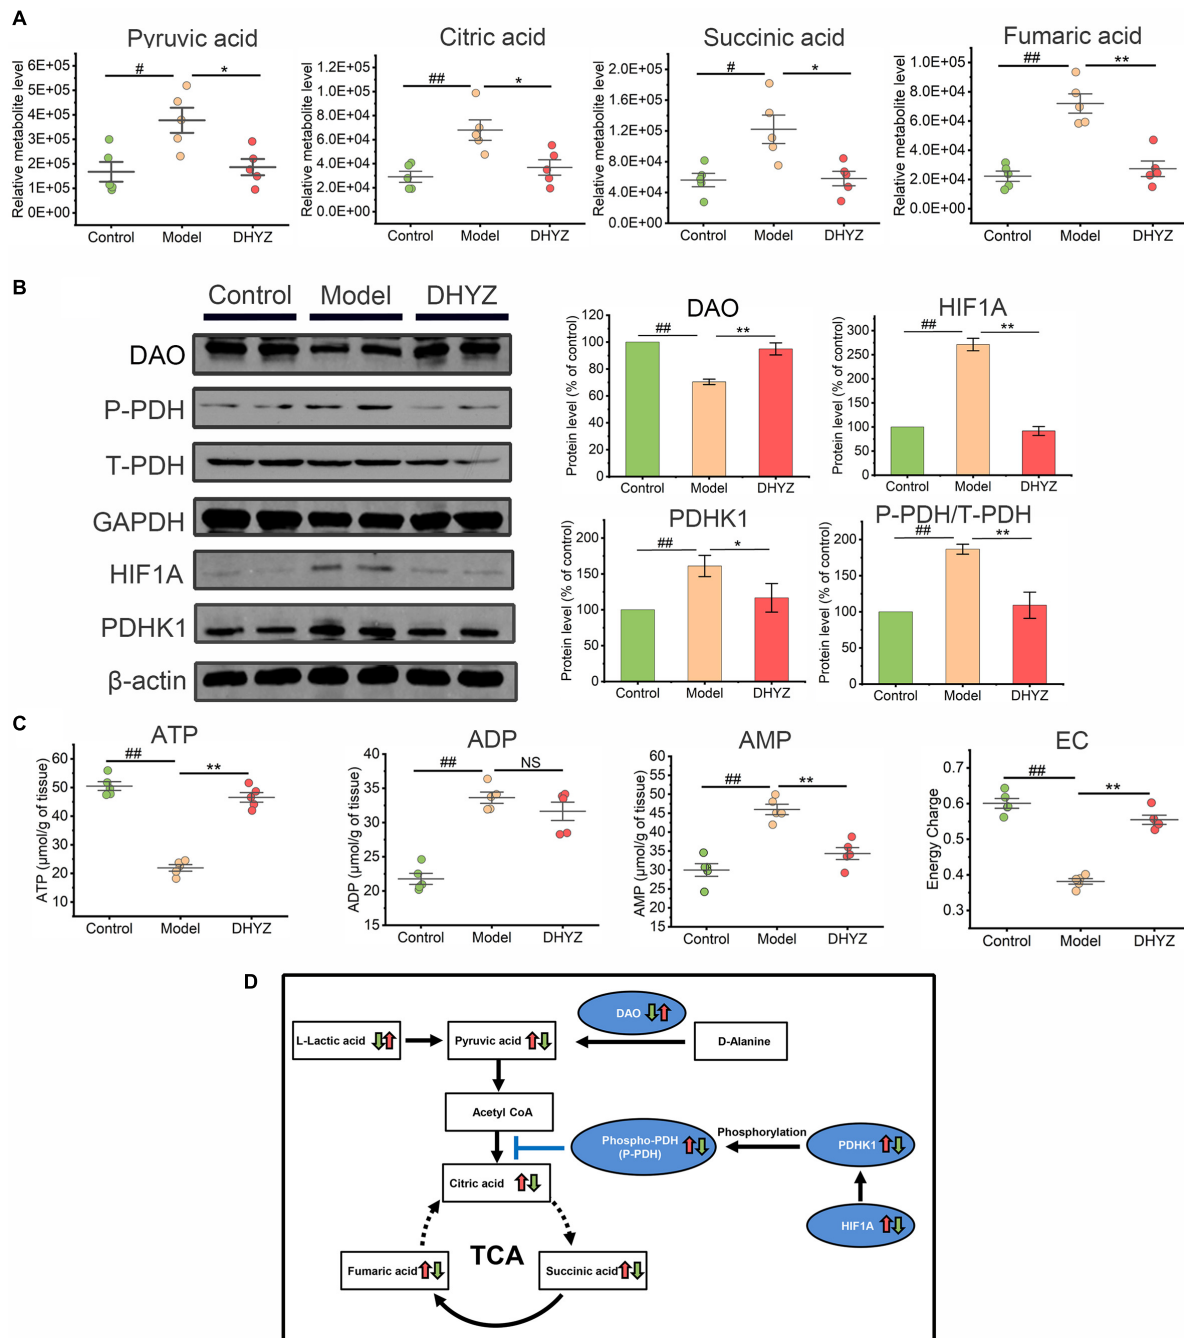 A
Pyruvic acid
Relative metabolite level
6E+05
5E+05
4E+05
3E+05
2E+05
1E+05
0E+00
#
*
Control Model DHYZ
Citric acid
Relative metabolite level
1.2E+05
1.0E+05
8.0E+04
6.0E+04
4.0E+04
2.0E+04
0.0E+00
##
*
Control Model DHYZ
Succinic acid
Relative metabolite level
2.0E+05
1.6E+05
1.2E+05
8.0E+04
4.0E+04
0.0E+00
#
*
Control Model DHYZ
Fumaric acid
Relative metabolite level
1.0E+05
8.0E+04
6.0E+04
4.0E+04
2.0E+04
0.0E+00
##
**
Control Model DHYZ
B
Control Model DHYZ
DAO
P-PDH
T-PDH
GAPDH
HIF1A
PDHK1
β-actin
DAO
Protein level (% of control)
120
100
80
60
40
20
0
##
**
Control Model DHYZ
HIF1A
Protein level (% of control)
300
250
200
150
100
50
0
##
**
Control Model DHYZ
PDHK1
Protein level (% of control)
200
150
100
50
0
##
*
Control Model DHYZ
P-PDH/T-PDH
Protein level (% of control)
200
150
100
50
0
##
**
Control Model DHYZ
C
ATP
ATP (μmol/g of tissue)
60
50
40
30
20
10
##
**
Control Model DHYZ
ADP
ADP (μmol/g of tissue)
40
35
30
25
20
15
##
NS
Control Model DHYZ
AMP
AMP (μmol/g of tissue)
60
55
50
45
40
35
30
25
20
15
##
**
Control Model DHYZ
EC
Energy Charge
0.7
0.6
0.5
0.4
0.3
##
**
Control Model DHYZ
D
DAO
L-Lactic acid
Pyruvic acid
D-Alanine
Acetyl CoA
Phosphorylation
Phospho-PDH
(P-PDH)
PDHK1
Citric acid
HIF1A
TCA
Fumaric acid
Succinic acid